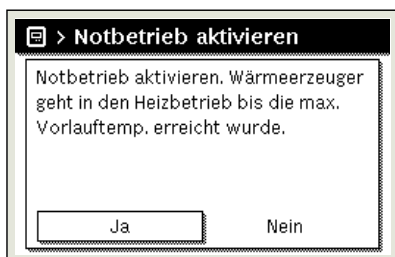 > Notbetrieb aktivieren
Notbetrieb aktivieren. Wärmeerzeuger
geht in den Heizbetrieb bis die max.
Vorlauftemp. erreicht wurde.
Ja Nein